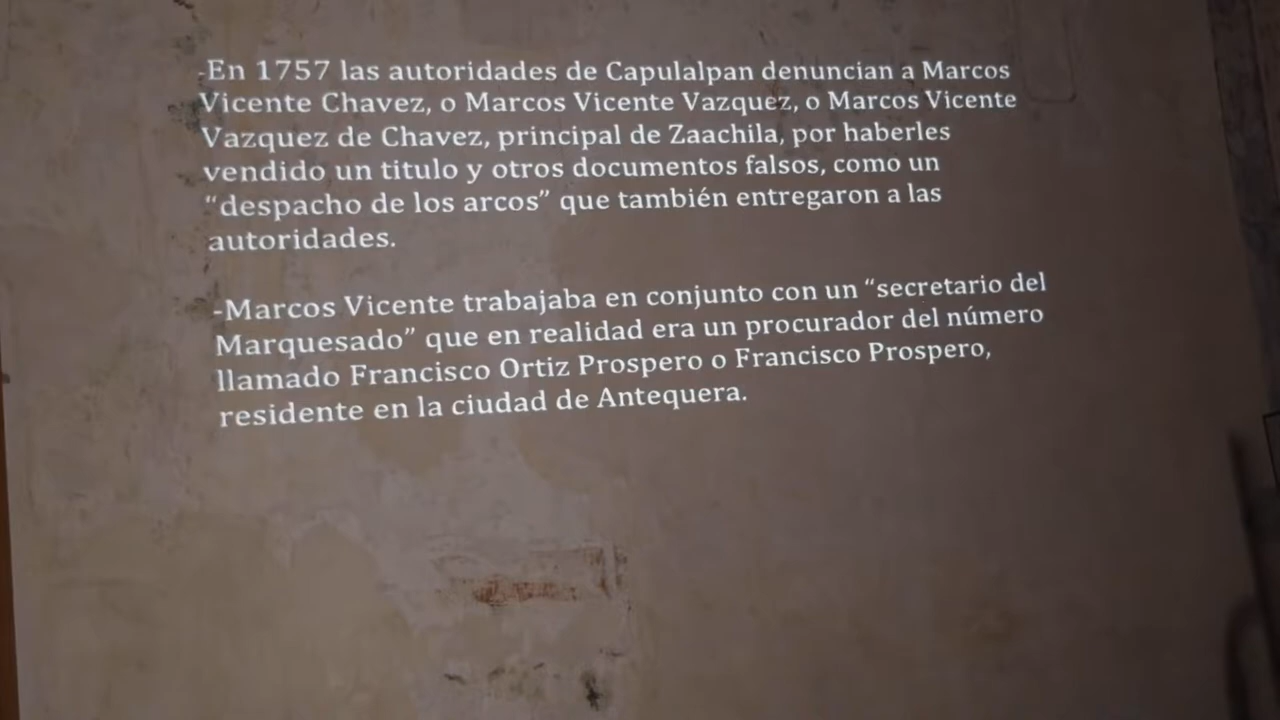 -En 1757 las autoridades de Capulalpan denuncian a Marcos
Vicente Chavez, o Marcos Vicente Vazquez, o Marcos Vicente
Vazquez de Chavez, principal de Zaachila, por haberles
vendido un titulo y otros documentos falsos, como un
“despacho de los arcos” que también entregaron a las
autoridades.
-Marcos Vicente trabajaba en conjunto con un “secretario del
Marquesado” que en realidad era un procurador del número
llamado Francisco Ortiz Prospero o Francisco Prospero,
residente en la ciudad de Antequera.